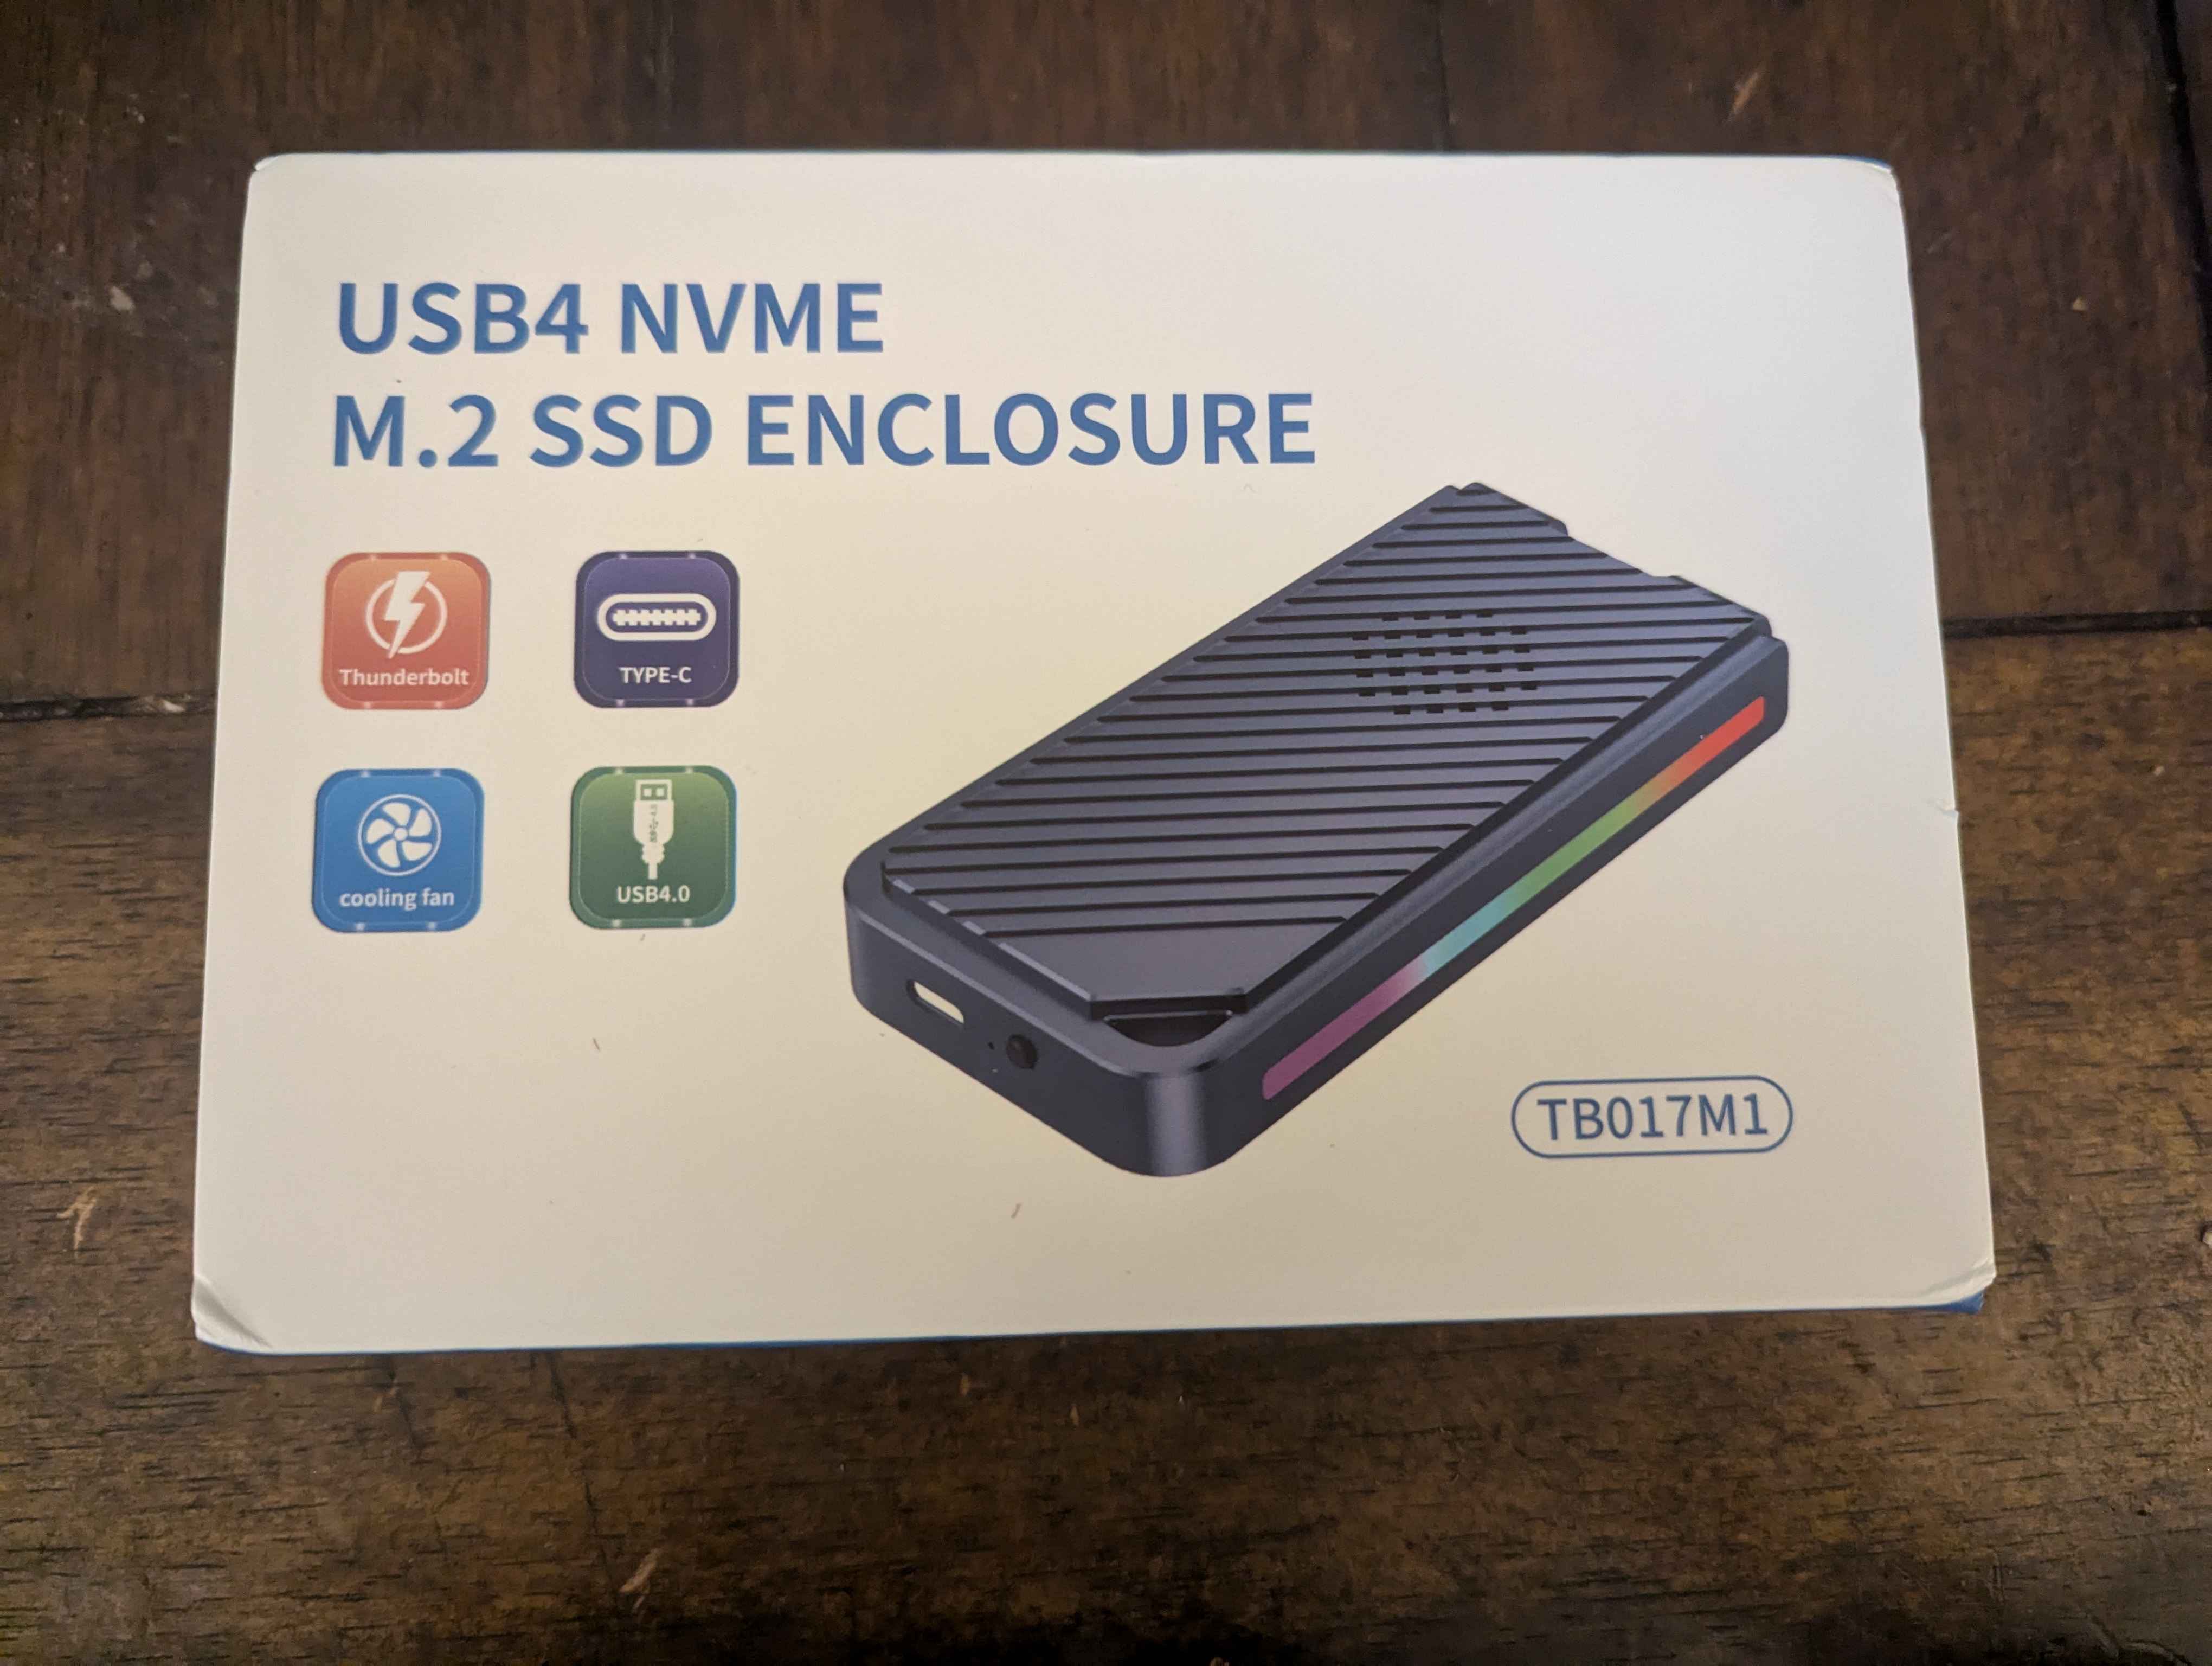 USB4 NVME
M.2 SSD ENCLOSURE
Thunderbolt
TYPE-C
cooling fan
USB4.0
TB017M1